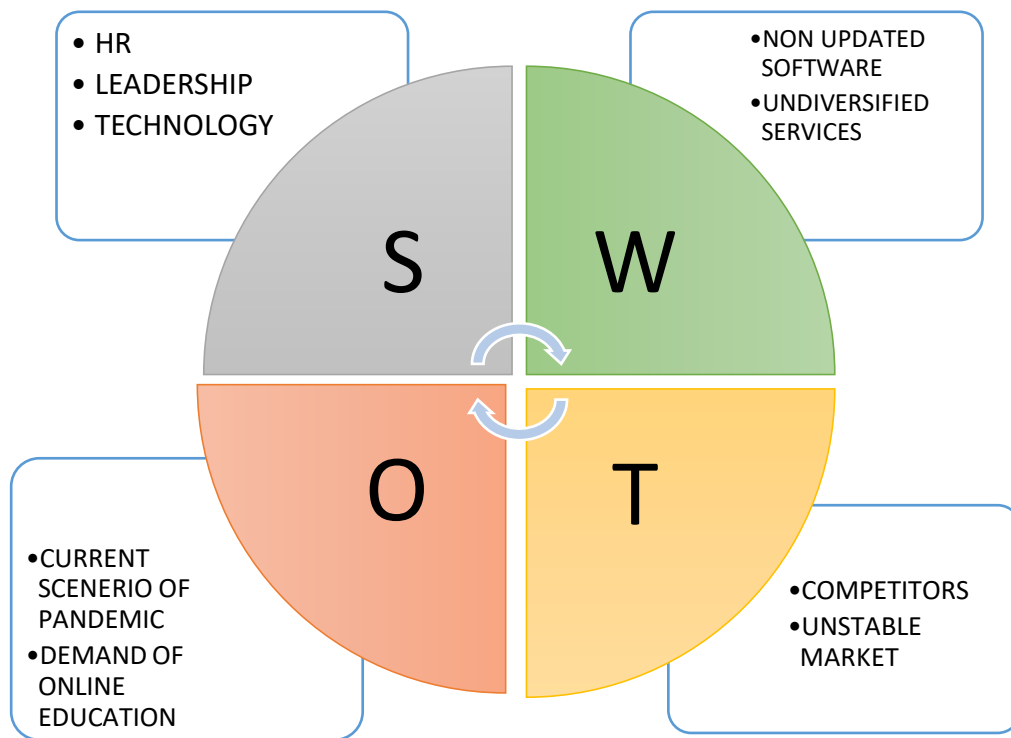 • HR
• LEADERSHIP
• TECHNOLOGY
•NON UPDATED
SOFTWARE
•UNDIVERSIFIED
SERVICES
S
W
O
T
•CURRENT
SCENERIO OF
PANDEMIC
•DEMAND OF
ONLINE
EDUCATION
•COMPETITORS
•UNSTABLE
MARKET